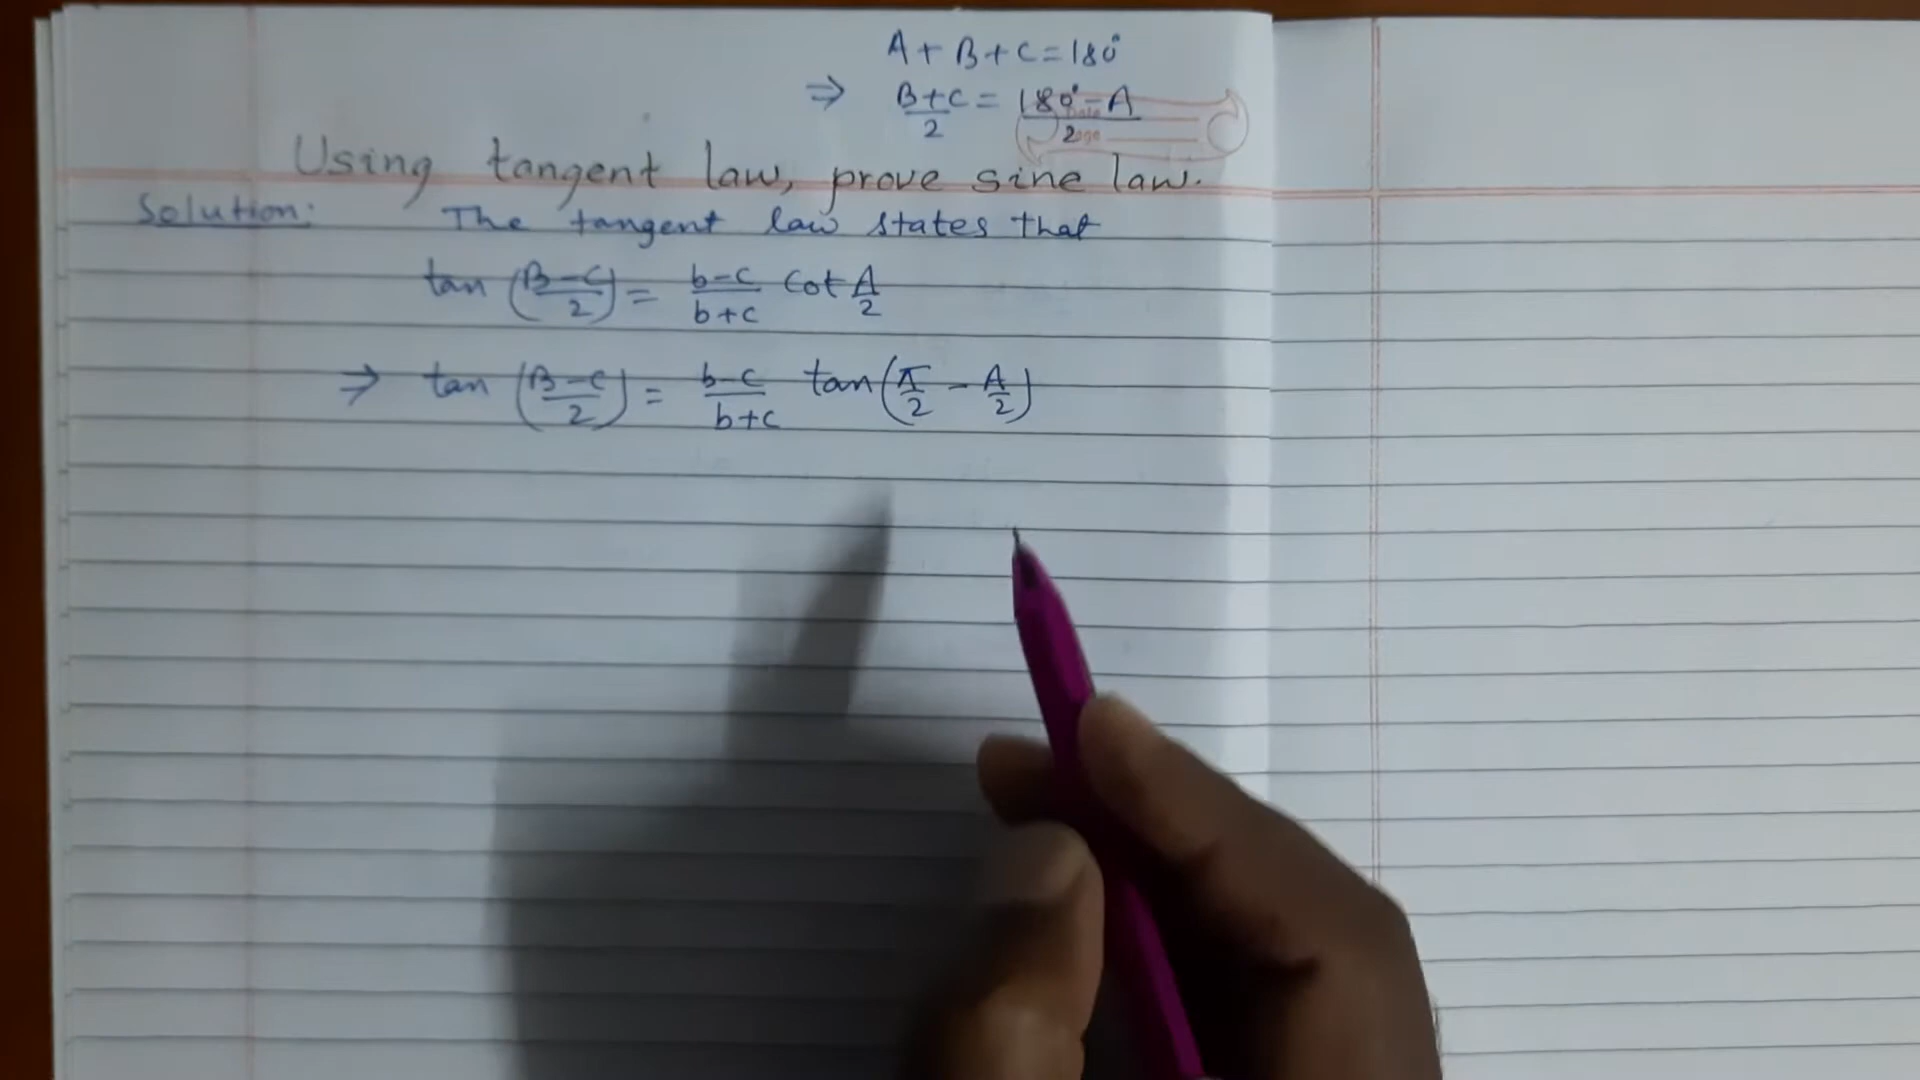 A + B + C = 180°
⇒ (B+C)/2 = (180° - A)/2
Using tangent law, prove sine law.
Solution: The tangent law states that
tan ((B-C)/2) = (b-c)/(b+c) cot A/2
⇒ tan ((B-C)/2) = (b-c)/(b+c) tan (π/2 - A/2)